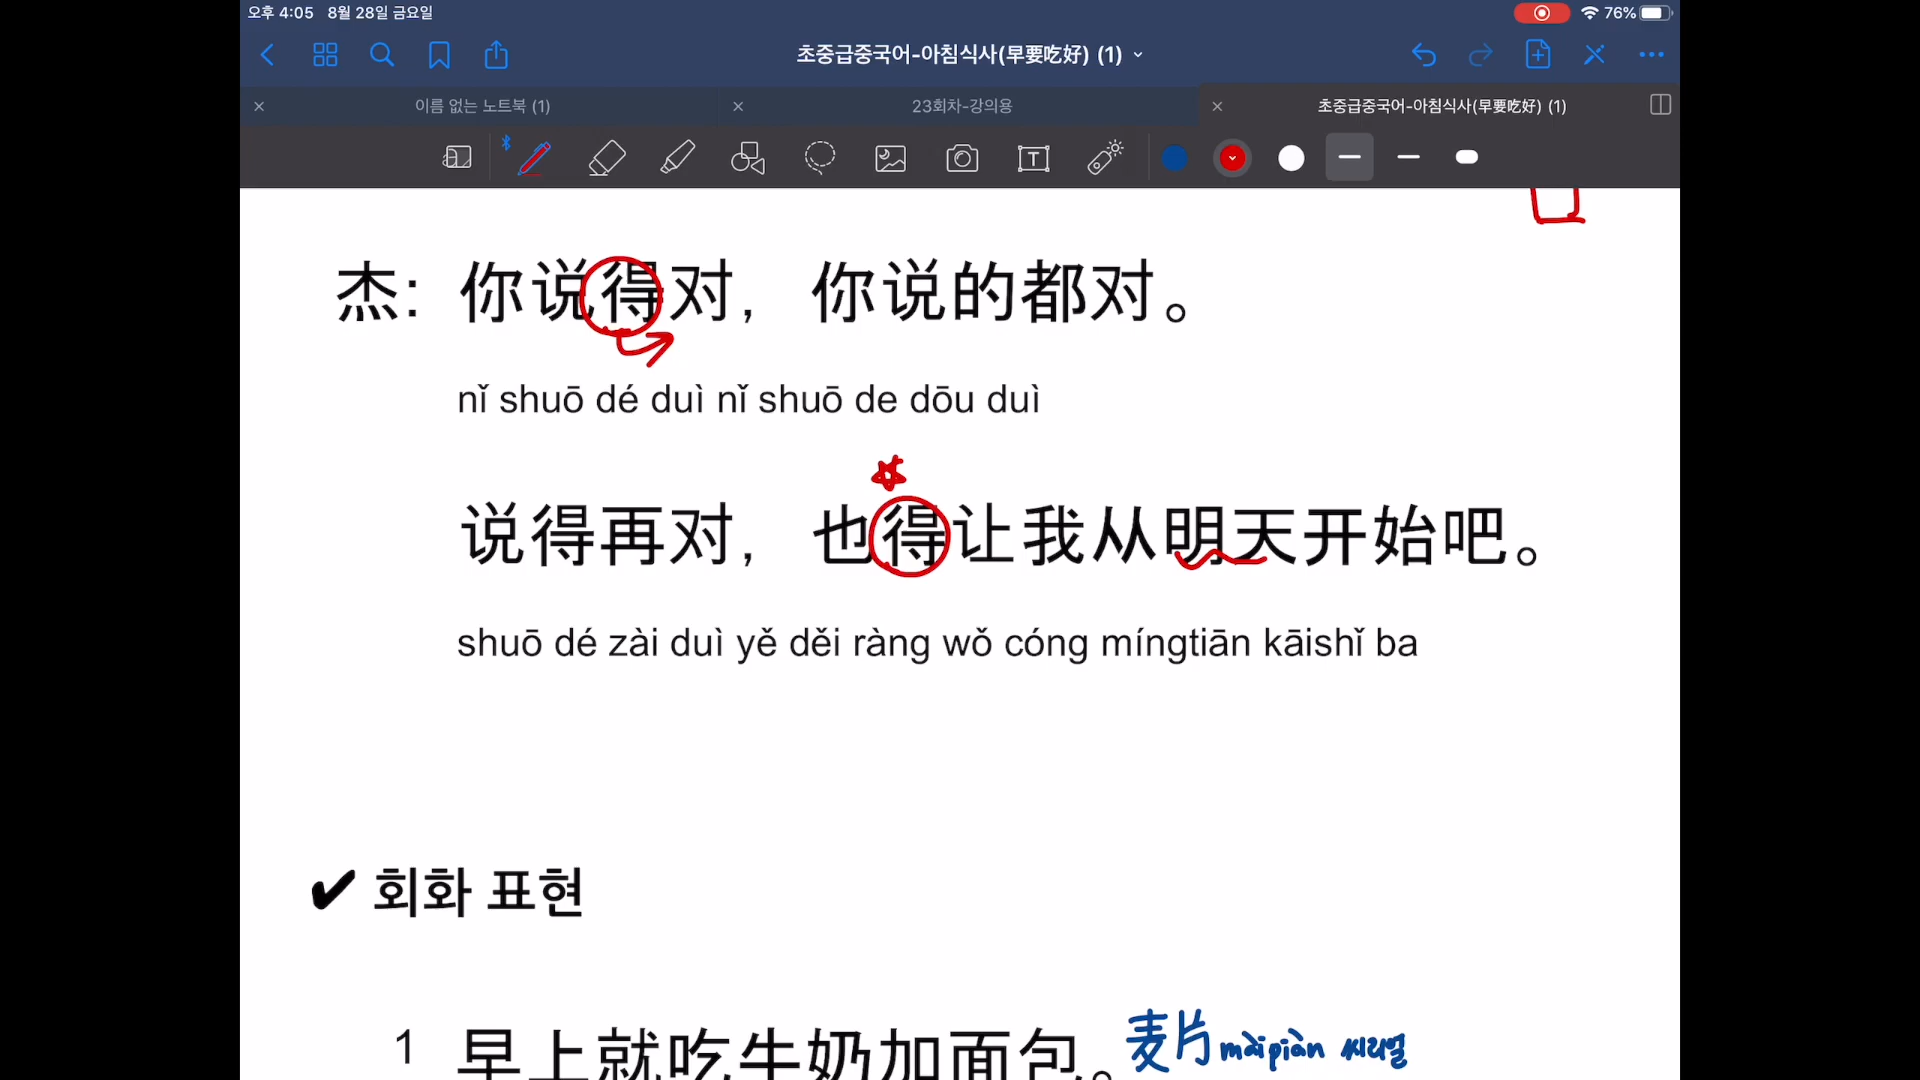 오후 4:05 8월 28일 금요일 76%
초중급중국어-아침식사(早要吃好) (1)
이름 없는 노트북 (1) 23회차-강의용 초중급중국어-아침식사(早要吃好) (1)
杰: 你说得对, 你说的都对。
nǐ shuō dé duì nǐ shuō de dōu duì
说得再对, 也得让我从明天开始吧。
shuō dé zài duì yě děi ràng wǒ cóng míngtiān kāishǐ ba
✔ 회화 표현
1 早上就吃牛奶加面包。麦片 màipiàn 씨리얼